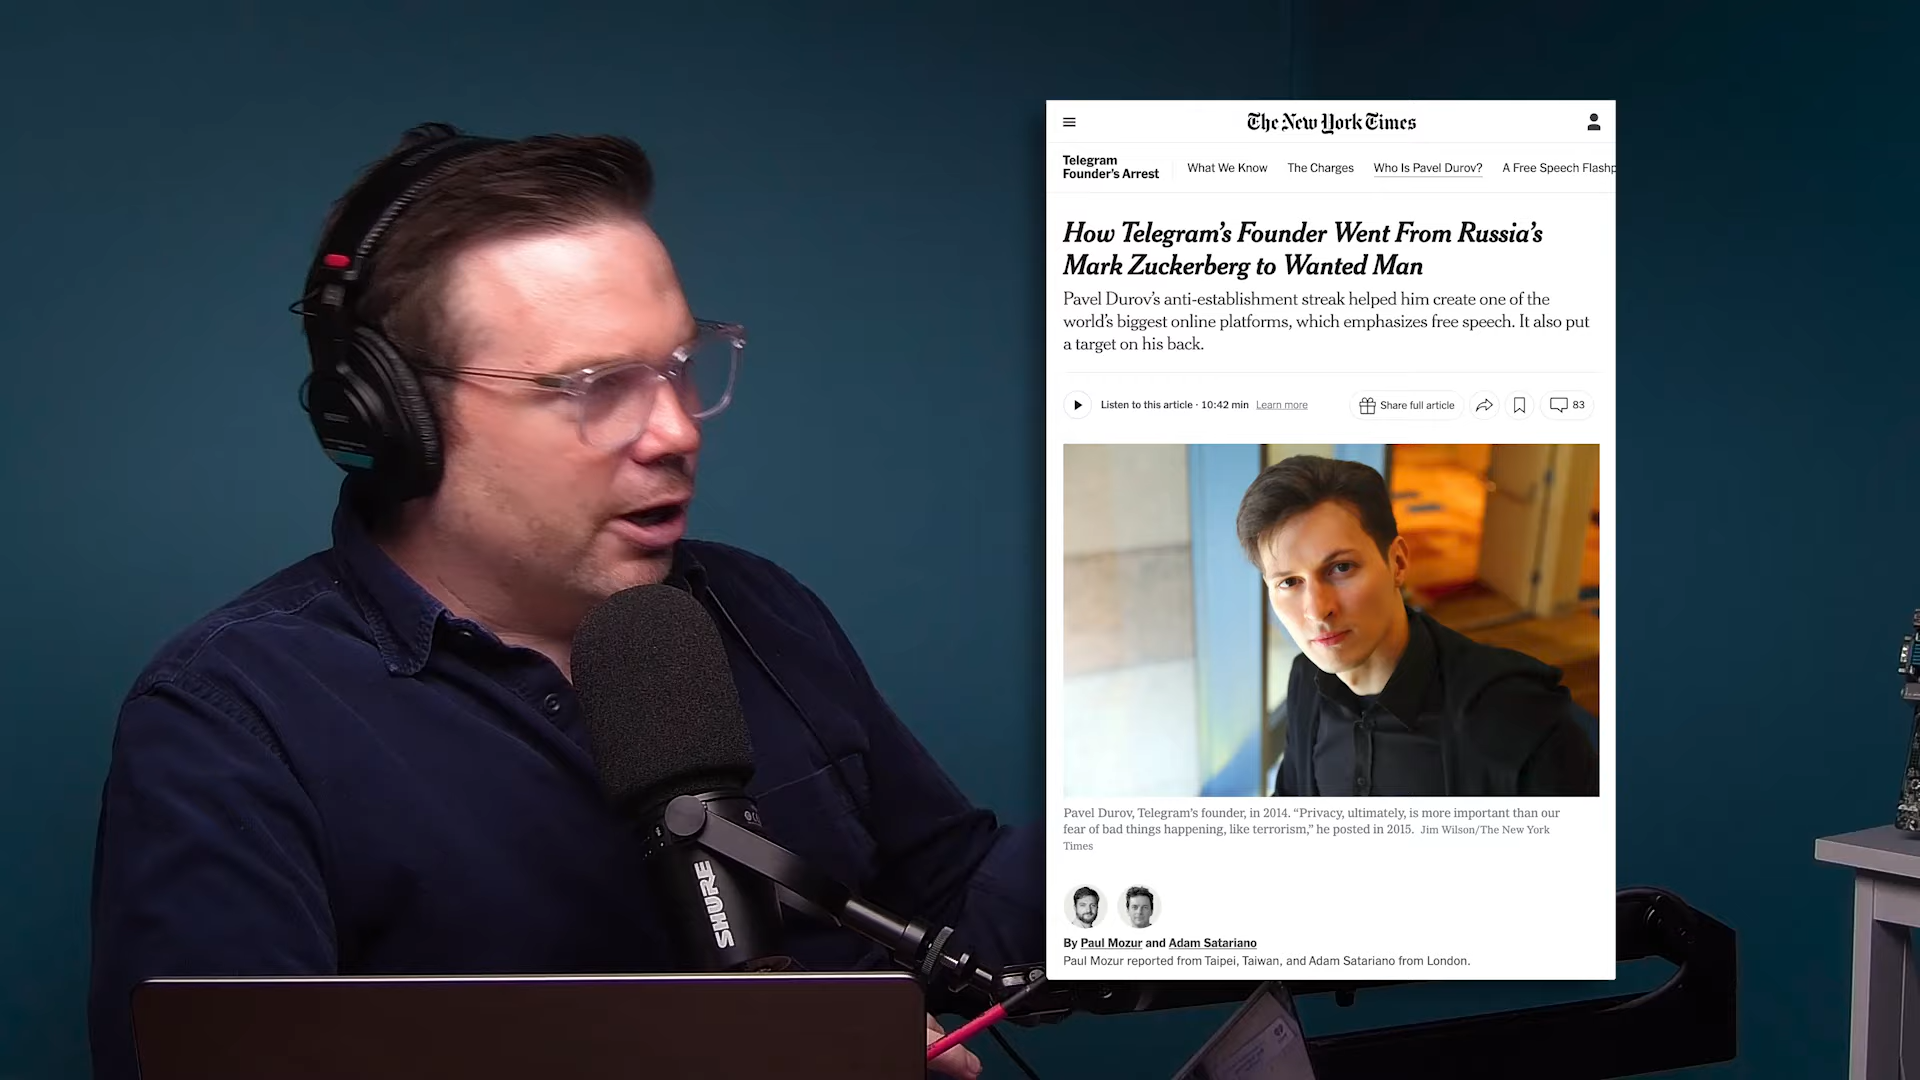 The New York Times
Telegram
Founder's Arrest
What We Know
The Charges
Who Is Pavel Durov?
A Free Speech Flashp
How Telegram's Founder Went From Russia's
Mark Zuckerberg to Wanted Man
Pavel Durov's anti-establishment streak helped him create one of the
world's biggest online platforms, which emphasizes free speech. It also put
a target on his back.
Listen to this article · 10:42 min Learn more
Share full article
83
Pavel Durov, Telegram's founder, in 2014. “Privacy, ultimately, is more important than our
fear of bad things happening, like terrorism,” he posted in 2015. Jim Wilson/The New York
Times
By Paul Mozur and Adam Satariano
Paul Mozur reported from Taipei, Taiwan, and Adam Satariano from London.
SHURE